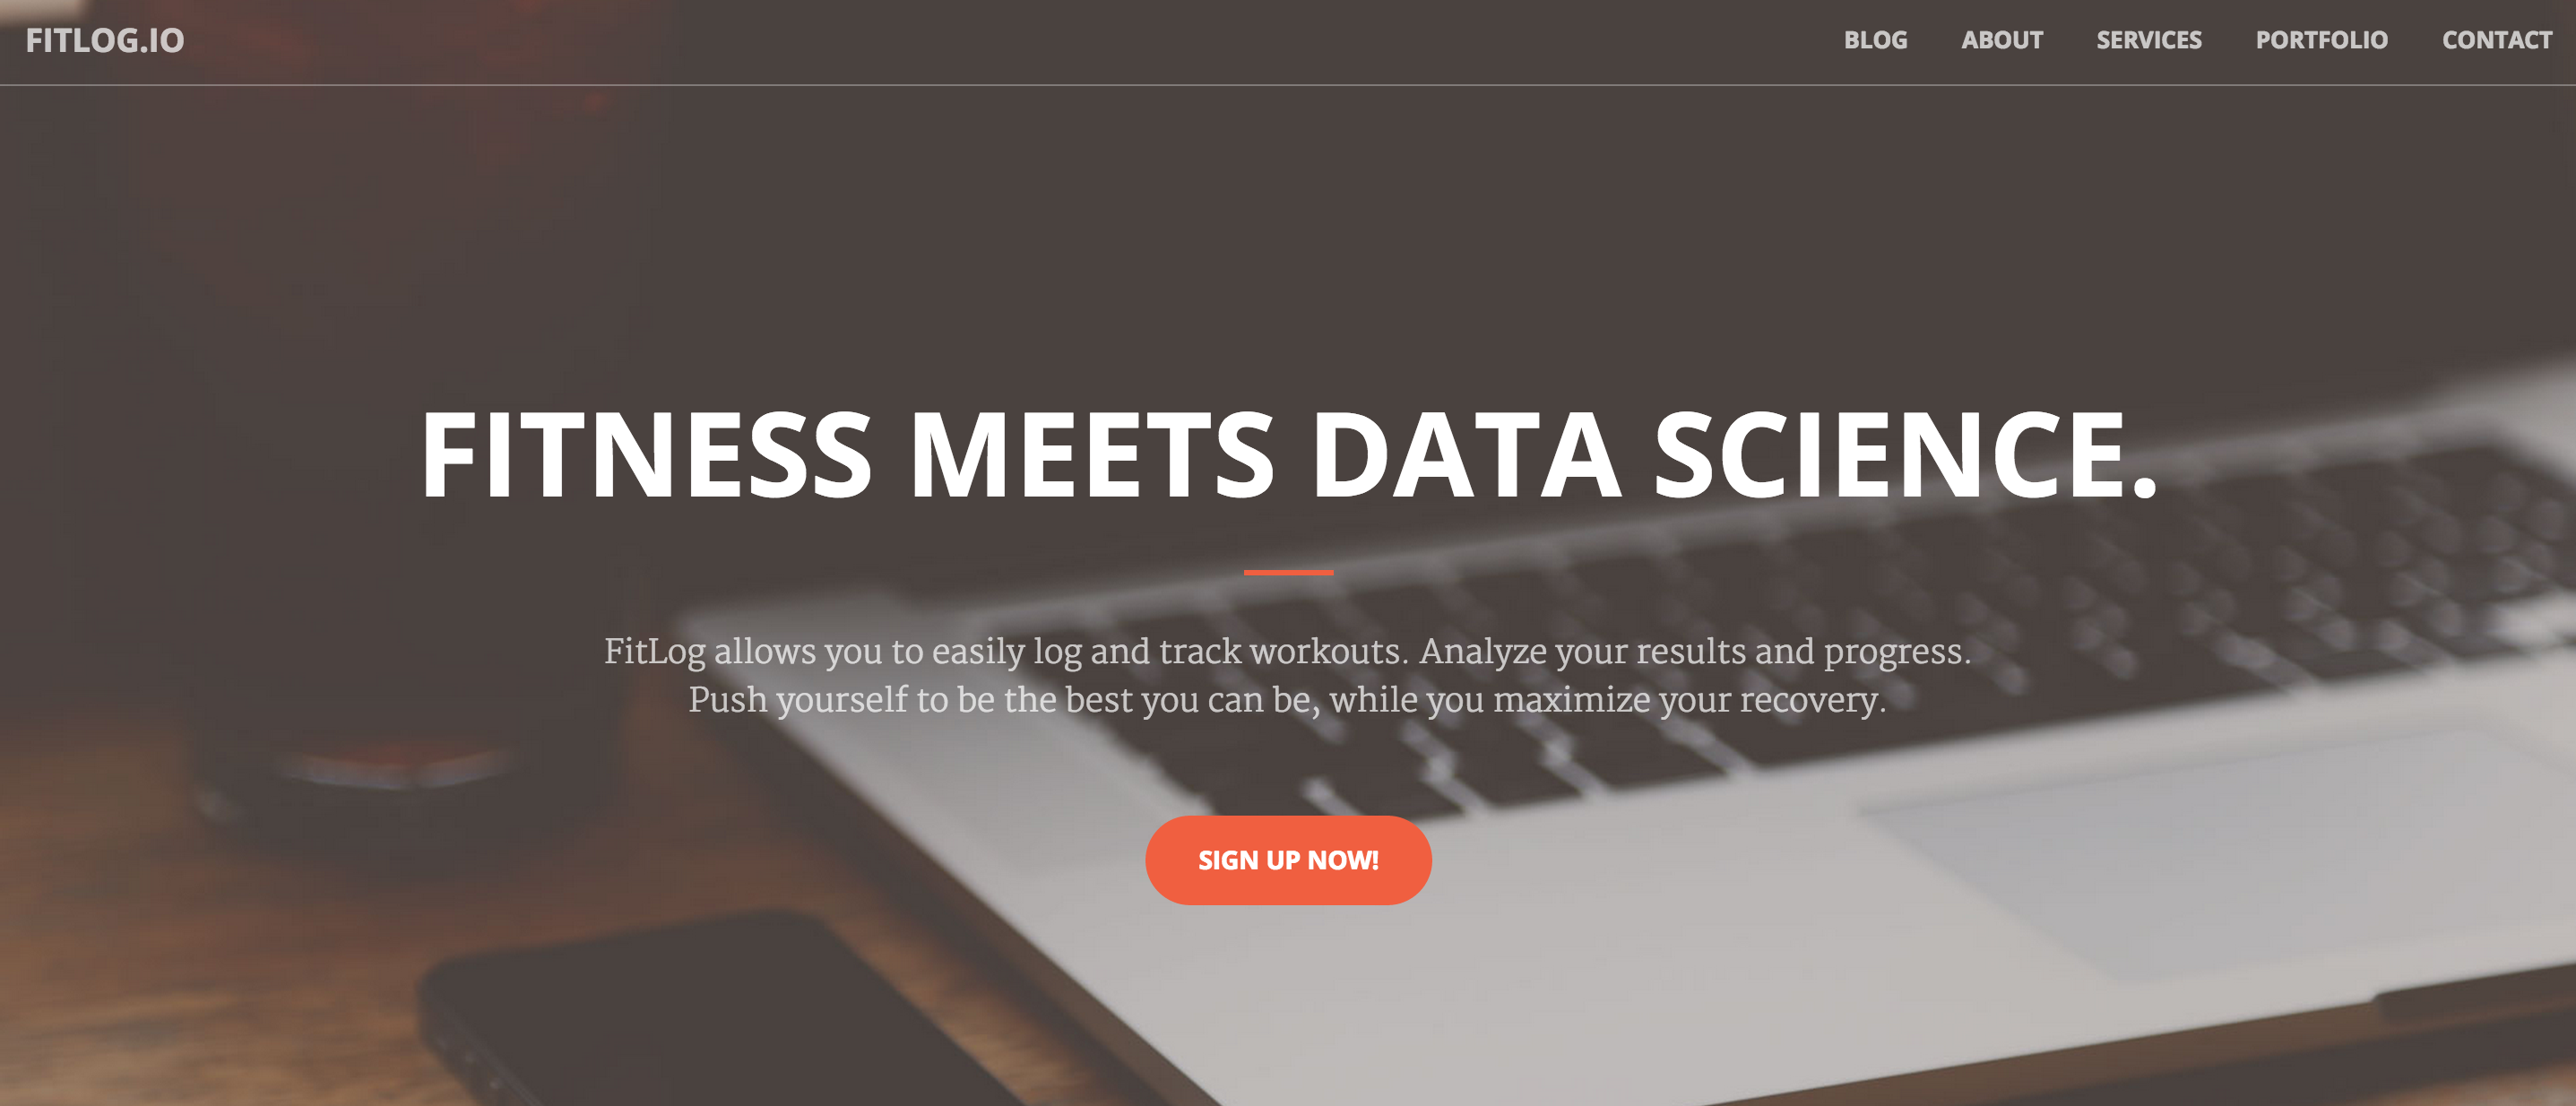 FITLOG.IO
BLOG ABOUT SERVICES PORTFOLIO CONTACT
FITNESS MEETS DATA SCIENCE.
FitLog allows you to easily log and track workouts. Analyze your results and progress.
Push yourself to be the best you can be, while you maximize your recovery.
SIGN UP NOW!